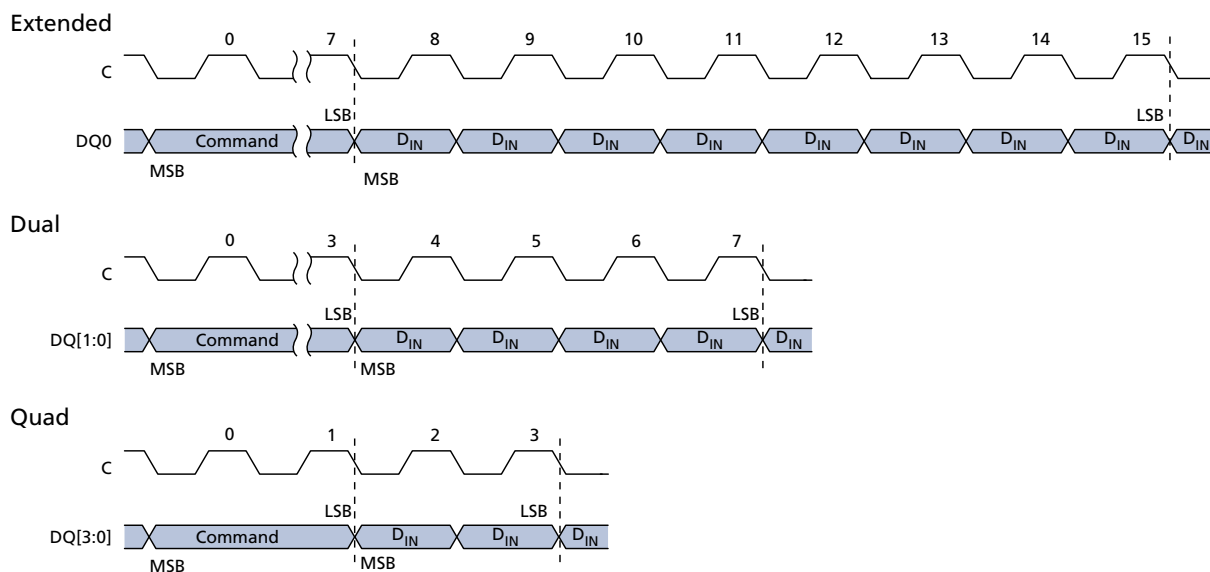 Extended
0 7 8 9 10 11 12 13 14 15
C
LSB LSB
DQ0 Command DIN DIN DIN DIN DIN DIN DIN DIN DIN
MSB MSB
Dual
0 3 4 5 6 7
C
LSB LSB
DQ[1:0] Command DIN DIN DIN DIN DIN
MSB MSB
Quad
0 1 2 3
C
LSB LSB
DQ[3:0] Command DIN DIN DIN
MSB MSB